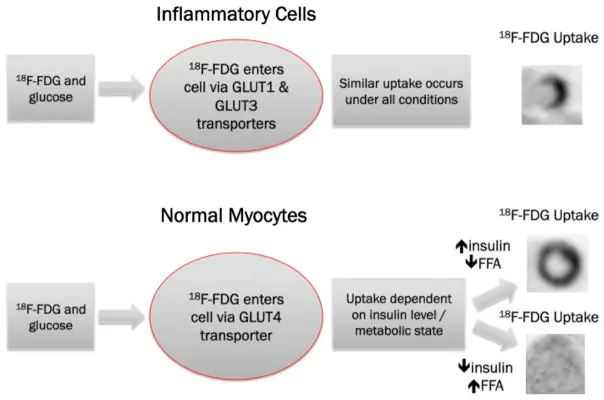 Inflammatory Cells
¹⁸F-FDG Uptake
¹⁸F-FDG and
glucose
¹⁸F-FDG enters
cell via GLUT1 &
GLUT3
transporters
Similar uptake occurs
under all conditions
Normal Myocytes
¹⁸F-FDG Uptake
🡹insulin
🡻FFA
¹⁸F-FDG and
glucose
¹⁸F-FDG enters
cell via GLUT4
transporter
Uptake dependent
on insulin level /
metabolic state
¹⁸F-FDG Uptake
🡻insulin
🡹FFA